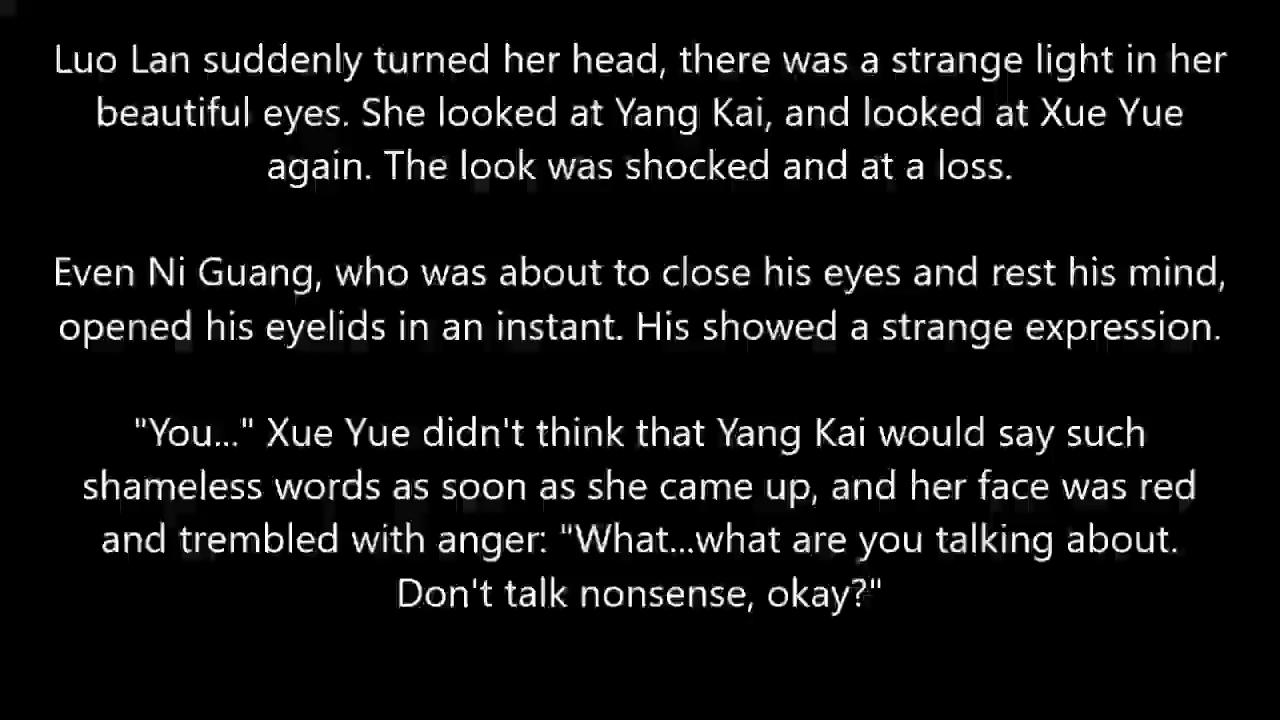 Luo Lan suddenly turned her head, there was a strange light in her
beautiful eyes. She looked at Yang Kai, and looked at Xue Yue
again. The look was shocked and at a loss.
Even Ni Guang, who was about to close his eyes and rest his mind,
opened his eyelids in an instant. His showed a strange expression.
"You..." Xue Yue didn't think that Yang Kai would say such
shameless words as soon as she came up, and her face was red
and trembled with anger: "What...what are you talking about.
Don't talk nonsense, okay?"